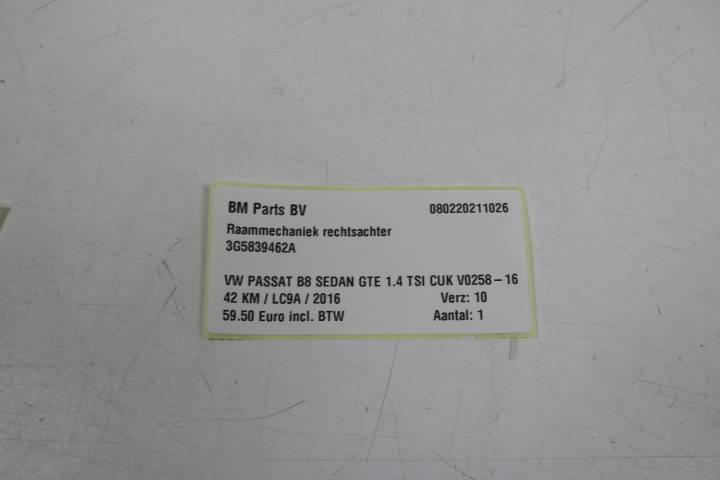 BM Parts BV 080220211026
Raammechaniek rechtsachter
3G5839462A
VW PASSAT B8 SEDAN GTE 1.4 TSI CUK V0258-16
42 KM / LC9A / 2016 Verz: 10
59.50 Euro incl. BTW Aantal: 1